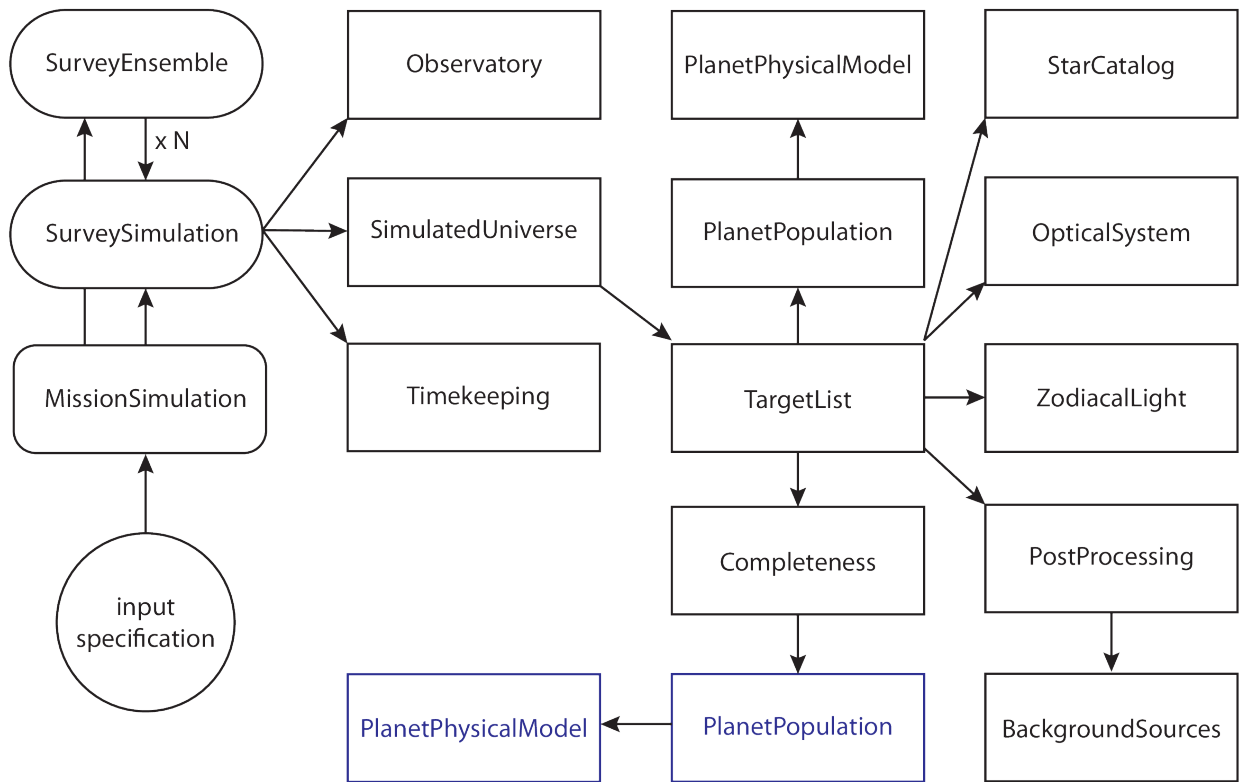 SurveyEnsemble
Observatory
PlanetPhysicalModel
StarCatalog
x N
SurveySimulation
SimulatedUniverse
PlanetPopulation
OpticalSystem
MissionSimulation
Timekeeping
TargetList
ZodiacalLight
Completeness
PostProcessing
input
specification
PlanetPhysicalModel
PlanetPopulation
BackgroundSources